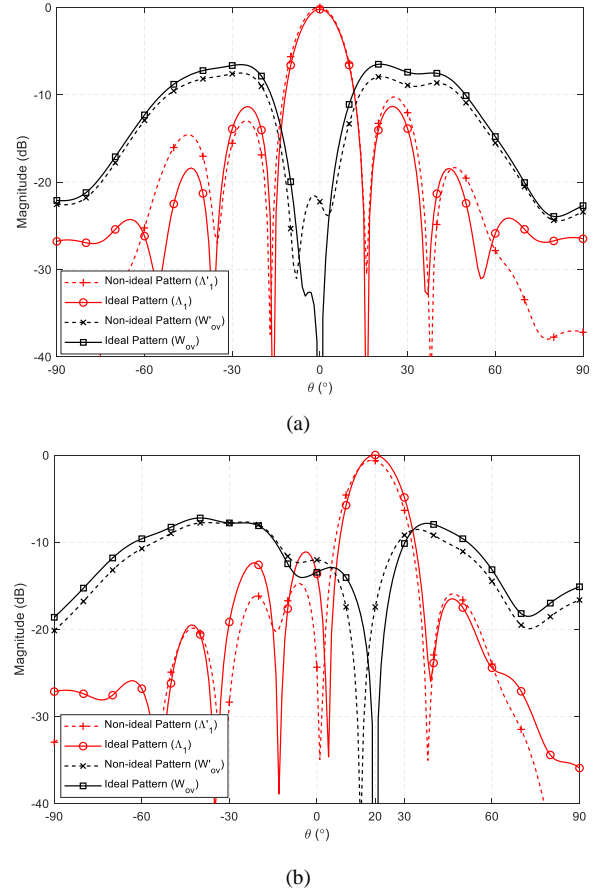 0
-10
-20
-30
-40
Magnitude (dB)
Non-ideal Pattern (Λ'₁)
Ideal Pattern (Λ₁)
Non-ideal Pattern (W'ₒᵥ)
Ideal Pattern (Wₒᵥ)
-90 -60 -30 0 30 60 90
θ (°)
(a)
0
-10
-20
-30
-40
Magnitude (dB)
Non-ideal Pattern (Λ'₁)
Ideal Pattern (Λ₁)
Non-ideal Pattern (W'ₒᵥ)
Ideal Pattern (Wₒᵥ)
-90 -60 -30 0 20 30 60 90
θ (°)
(b)